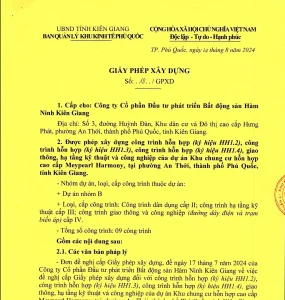 UBND TỈNH KIÊN GIANG
BAN QUẢN LÝ KHU KINH TẾ PHÚ QUỐC
CỘNG HÒA XÃ HỘI CHỦ NGHĨA VIỆT NAM
Độc lập - Tự do - Hạnh phúc
TP. Phú Quốc, ngày 12 tháng 8 năm 2024
GIẤY PHÉP XÂY DỰNG
Số: /GPXD
1. Cấp cho: Công ty Cổ phần Đầu tư phát triển Bất động sản Hàm
Ninh Kiên Giang
Địa chỉ: Số 3, đường Huỳnh Dân, Khu dân cư và Đô thị cao cấp Hưng
Phát, phường An Thới, thành phố Phú Quốc, tỉnh Kiên Giang.
2. Được phép xây dựng công trình hỗn hợp (ký hiệu HH1.2), công
trình hỗn hợp (ký hiệu HH1.3), công trình hỗn hợp (ký hiệu HH1.4), giao
thông, hạ tầng kỹ thuật và công nghiệp của dự án Khu chung cư hỗn hợp
cao cấp Meypearl Harmony, tại phường An Thới, thành phố Phú Quốc,
tỉnh Kiên Giang.
- Nhóm dự án, loại, cấp công trình thuộc dự án:
+ Dự án nhóm B
+ Loại, cấp công trình: Công trình dân dụng cấp II; công trình hạ tầng kỹ
thuật cấp III; công trình giao thông và công nghiệp (đường dây điện và trạm
biến áp) cấp IV.
- Tổng số công trình: 09 công trình
Gồm các nội dung sau:
2.1. Các văn bản pháp lý
- Đơn đề nghị cấp Giấy phép xây dựng, đề ngày 17 tháng 7 năm 2024 của
Công ty Cổ phần Đầu tư phát triển Bất động sản Hàm Ninh Kiên Giang về việc
đề nghị cấp Giấy phép xây dựng đối với công trình hỗn hợp (ký hiệu HH1.2),
công trình hỗn hợp (ký hiệu HH1.3), công trình hỗn hợp (ký hiệu HH1.4), giao
thông, hạ tầng kỹ thuật và công nghiệp của dự án Khu chung cư hỗn hợp cao